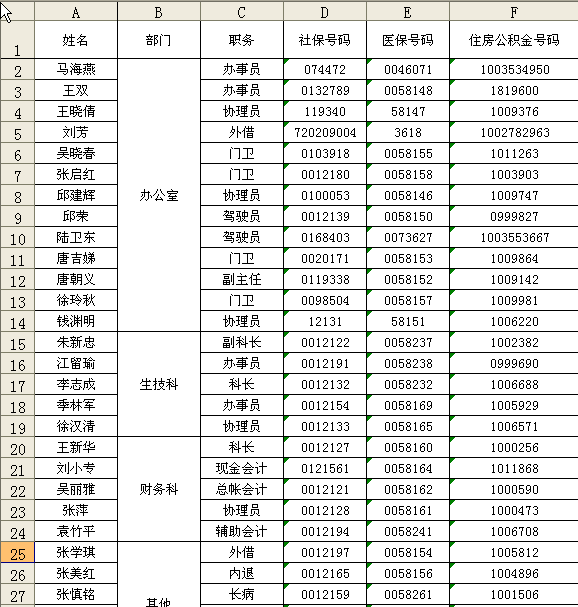 A B C D E F
1 姓名 部门 职务 社保号码 医保号码 住房公积金号码
2 马海燕 办事员 074472 0046071 1003534950
3 王双 办事员 0132789 0058148 1819600
4 王晓倩 协理员 119340 58147 1009376
5 刘芳 外借 720209004 3618 1002782963
6 吴晓春 门卫 0103918 0058155 1011263
7 张启红 门卫 0012180 0058158 1003903
8 邱建辉 办公室 协理员 0100053 0058146 1009747
9 邱荣 驾驶员 0012139 0058150 0999827
10 陆卫东 驾驶员 0168403 0073627 1003553667
11 唐吉娣 门卫 0020171 0058153 1009864
12 唐朝义 副主任 0119338 0058152 1009142
13 徐玲秋 门卫 0098504 0058157 1009981
14 钱渊明 协理员 12131 58151 1006220
15 朱新忠 副科长 0012122 0058237 1002382
16 江留瑜 办事员 0012191 0058238 0999690
17 李志成 生技科 科长 0012132 0058232 1006688
18 季林军 办事员 0012154 0058169 1005929
19 徐汉清 协理员 0012133 0058165 1006571
20 王新华 科长 0012127 0058160 1000256
21 刘小专 现金会计 0121561 0058164 1011868
22 吴丽雅 财务科 总帐会计 0012121 0058162 1000590
23 张萍 协理员 0012128 0058161 1000473
24 袁竹平 辅助会计 0012194 0058241 1006708
25 张学琪 外借 0012197 0058154 1005812
26 张美红 内退 0012165 0058156 1004896
27 张慎铭 其他 长病 0012159 0058261 1001506